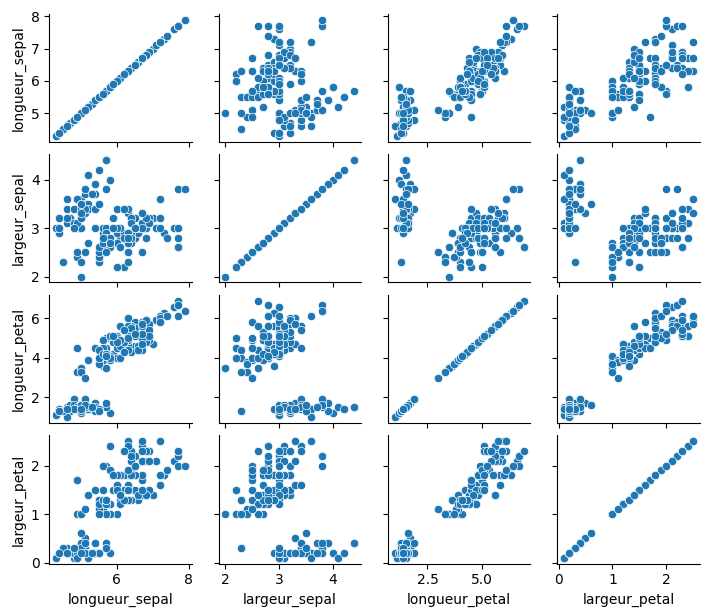 longueur_sepal
8
7
6
5
largeur_sepal
4
3
2
longueur_petal
6
4
2
largeur_petal
2
1
0
6 8
2 3 4
2.5 5.0
0 1 2
longueur_sepal largeur_sepal longueur_petal largeur_petal